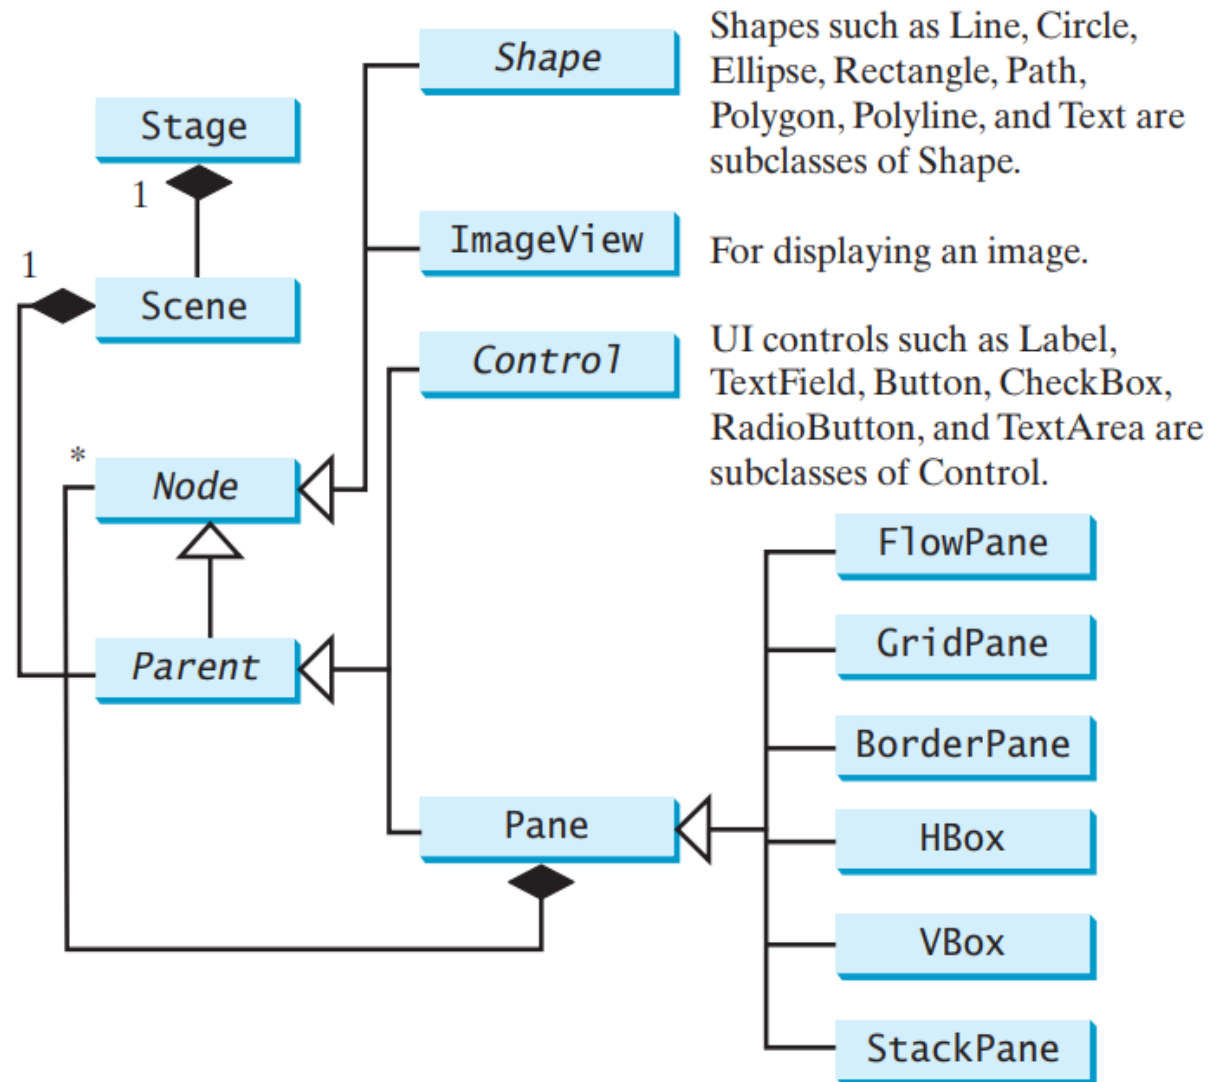 Shape
Shapes such as Line, Circle,
Ellipse, Rectangle, Path,
Polygon, Polyline, and Text are
subclasses of Shape.
Stage
1
ImageView
For displaying an image.
1
Scene
Control
UI controls such as Label,
TextField, Button, CheckBox,
RadioButton, and TextArea are
subclasses of Control.
*
Node
FlowPane
GridPane
Parent
BorderPane
Pane
HBox
VBox
StackPane